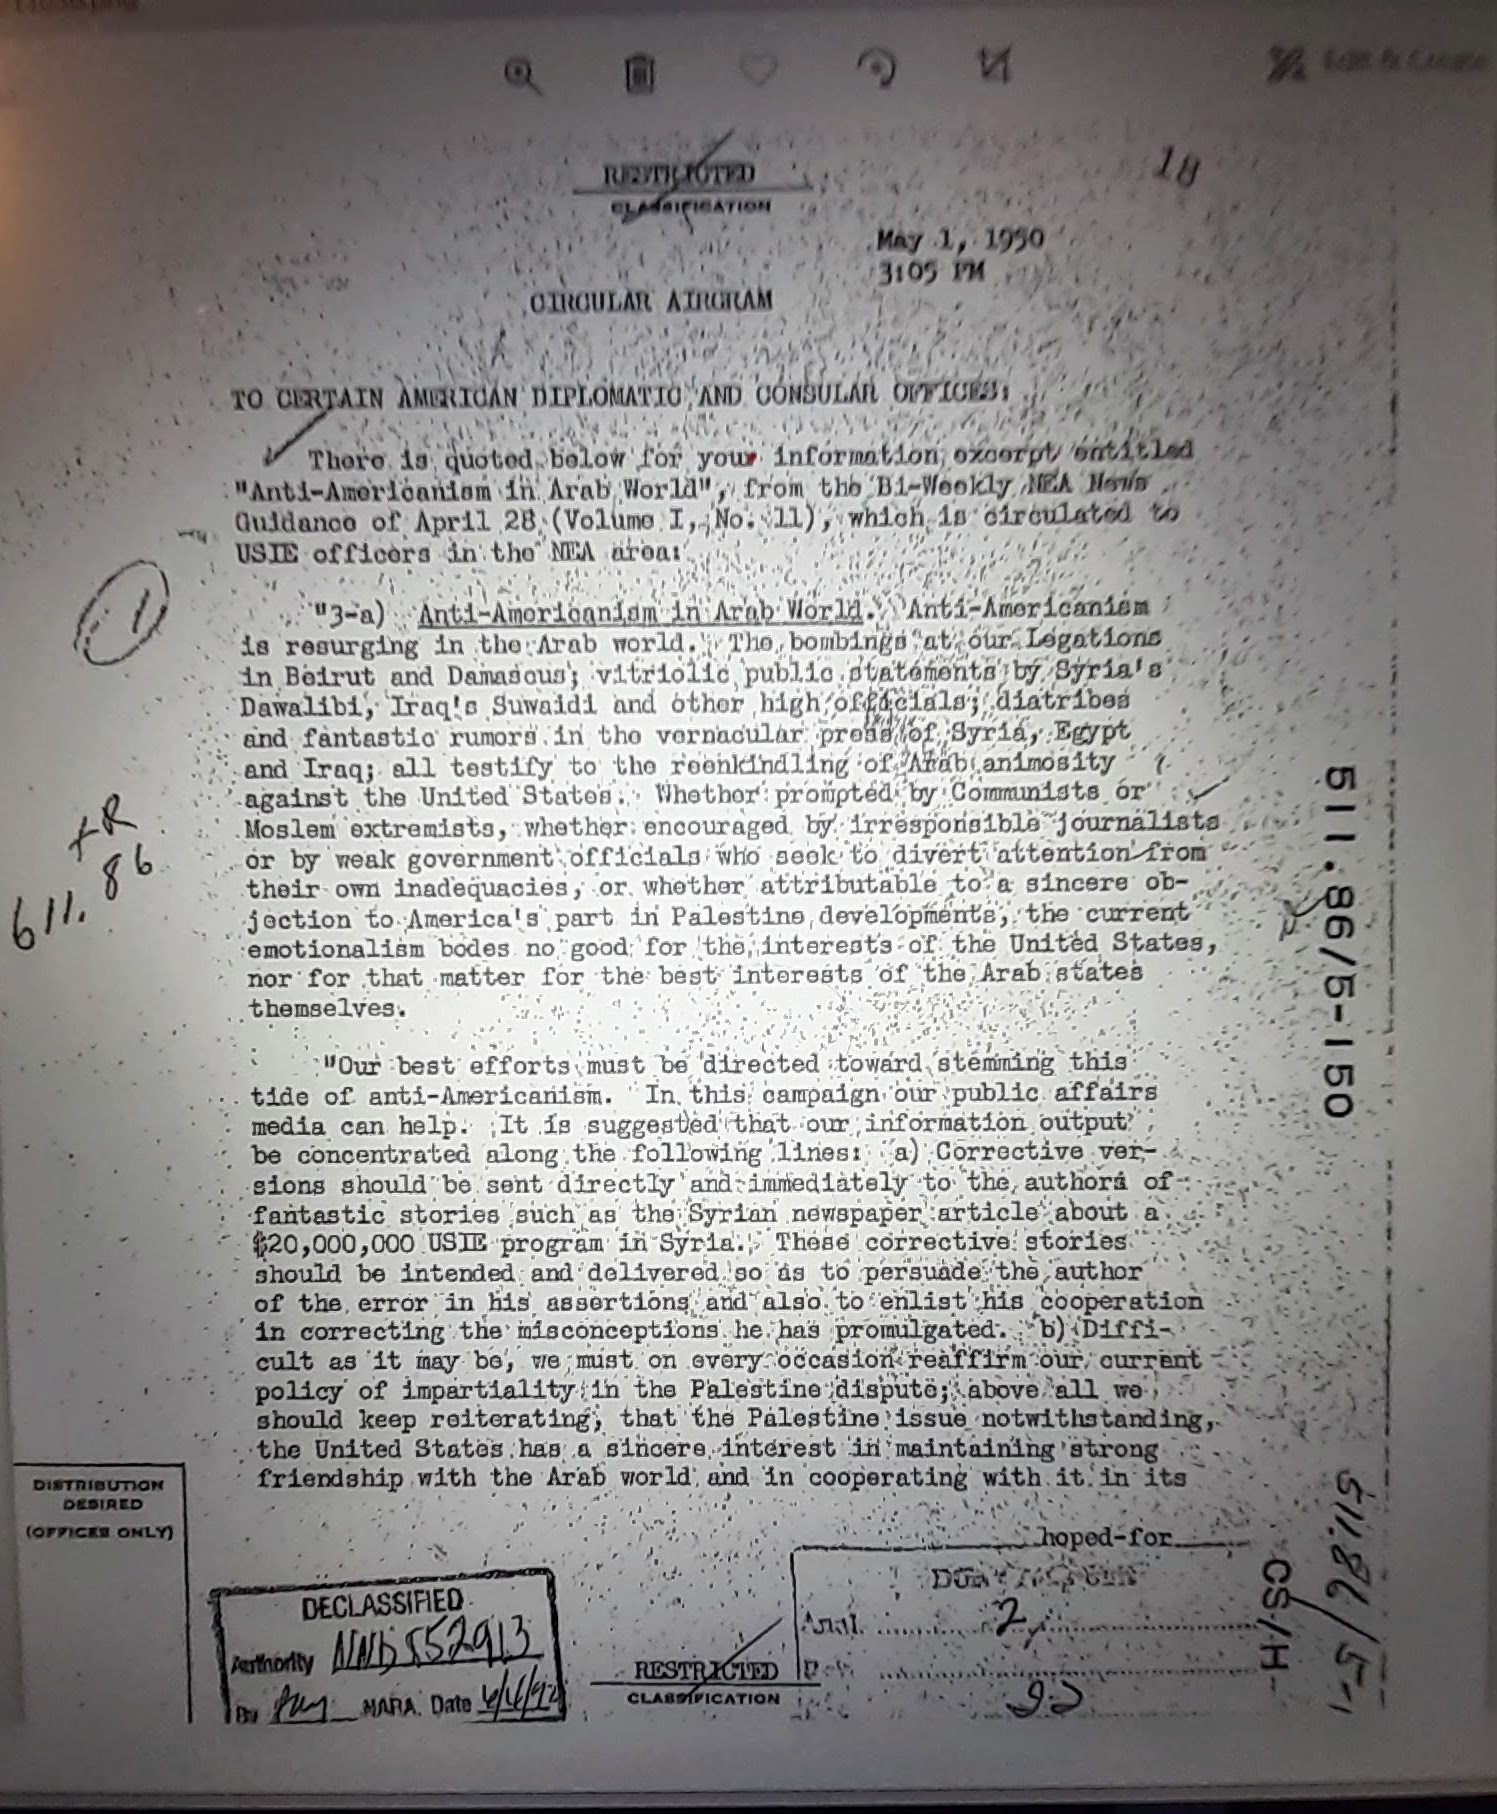 18
RESTRICTED
CLASSIFICATION
May 1, 1950
3:05 PM
CIRCULAR AIRGRAM
TO CERTAIN AMERICAN DIPLOMATIC AND CONSULAR OFFICES:
There is quoted below for your information excerpt entitled
"Anti-Americanism in Arab World", from the Bi-Weekly NEA News
Guidance of April 28 (Volume I, No. 11), which is circulated to
USIE officers in the NEA area:
"3-a) Anti-Americanism in Arab World. Anti-Americanism
is resurging in the Arab world. The bombings at our Legations
in Beirut and Damascus; vitriolic public statements by Syria's
Dawalibi, Iraq's Suwaidi and other high officials; diatribes
and fantastic rumors in the vernacular press of Syria, Egypt
and Iraq; all testify to the reenkindling of Arab animosity
against the United States. Whether prompted by Communists or
Moslem extremists, whether encouraged by irresponsible journalists
or by weak government officials who seek to divert attention from
their own inadequacies, or whether attributable to a sincere ob-
jection to America's part in Palestine developments, the current
emotionalism bodes no good for the interests of the United States,
nor for that matter for the best interests of the Arab states
themselves.
"Our best efforts must be directed toward stemming this
tide of anti-Americanism. In this campaign our public affairs
media can help. It is suggested that our information output
be concentrated along the following lines: a) Corrective ver-
sions should be sent directly and immediately to the authors of
fantastic stories such as the Syrian newspaper article about a
$20,000,000 USIE program in Syria. These corrective stories
should be intended and delivered so as to persuade the author
of the error in his assertions and also to enlist his cooperation
in correcting the misconceptions he has promulgated. b) Diffi-
cult as it may be, we must on every occasion reaffirm our current
policy of impartiality in the Palestine dispute; above all we
should keep reiterating, that the Palestine issue notwithstanding,
the United States has a sincere interest in maintaining strong
friendship with the Arab world and in cooperating with it in its
hoped-for
1
XR
611.86
511.86/5-150
511.86/5-1
CS/H
DISTRIBUTION
DESIRED
(OFFICES ONLY)
DECLASSIFIED
Authority NND 852913
By NARA Date
RESTRICTED
CLASSIFICATION
2